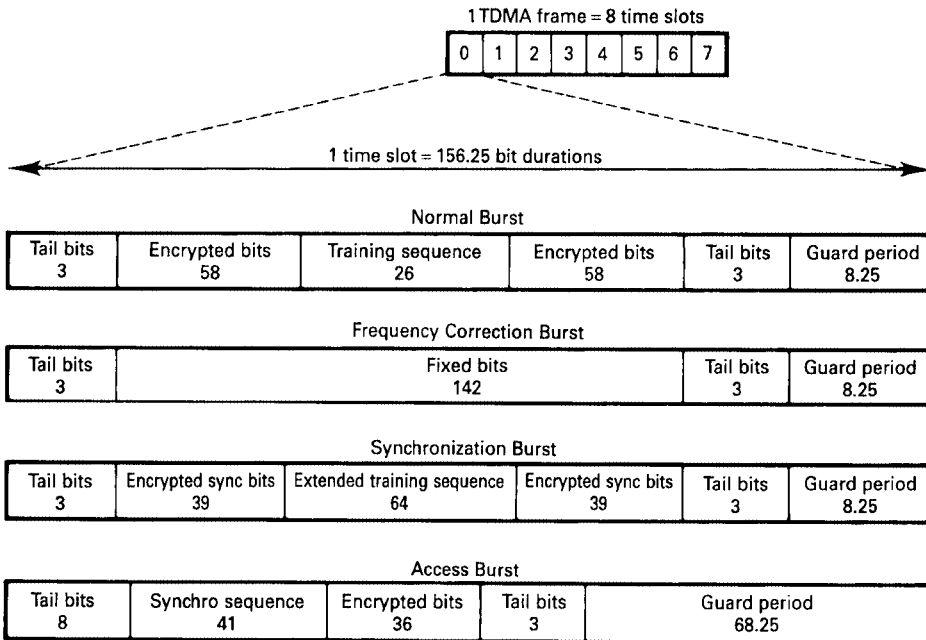 1 TDMA frame = 8 time slots
0 1 2 3 4 5 6 7
1 time slot = 156.25 bit durations
Normal Burst
Tail bits Encrypted bits Training sequence Encrypted bits Tail bits Guard period
3 58 26 58 3 8.25
Frequency Correction Burst
Tail bits Fixed bits Tail bits Guard period
3 142 3 8.25
Synchronization Burst
Tail bits Encrypted sync bits Extended training sequence Encrypted sync bits Tail bits Guard period
3 39 64 39 3 8.25
Access Burst
Tail bits Synchro sequence Encrypted bits Tail bits Guard period
8 41 36 3 68.25